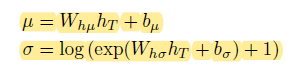 μ = W_{hμ}h_T + b_μ
σ = log (exp(W_{hσ}h_T + b_σ) + 1)